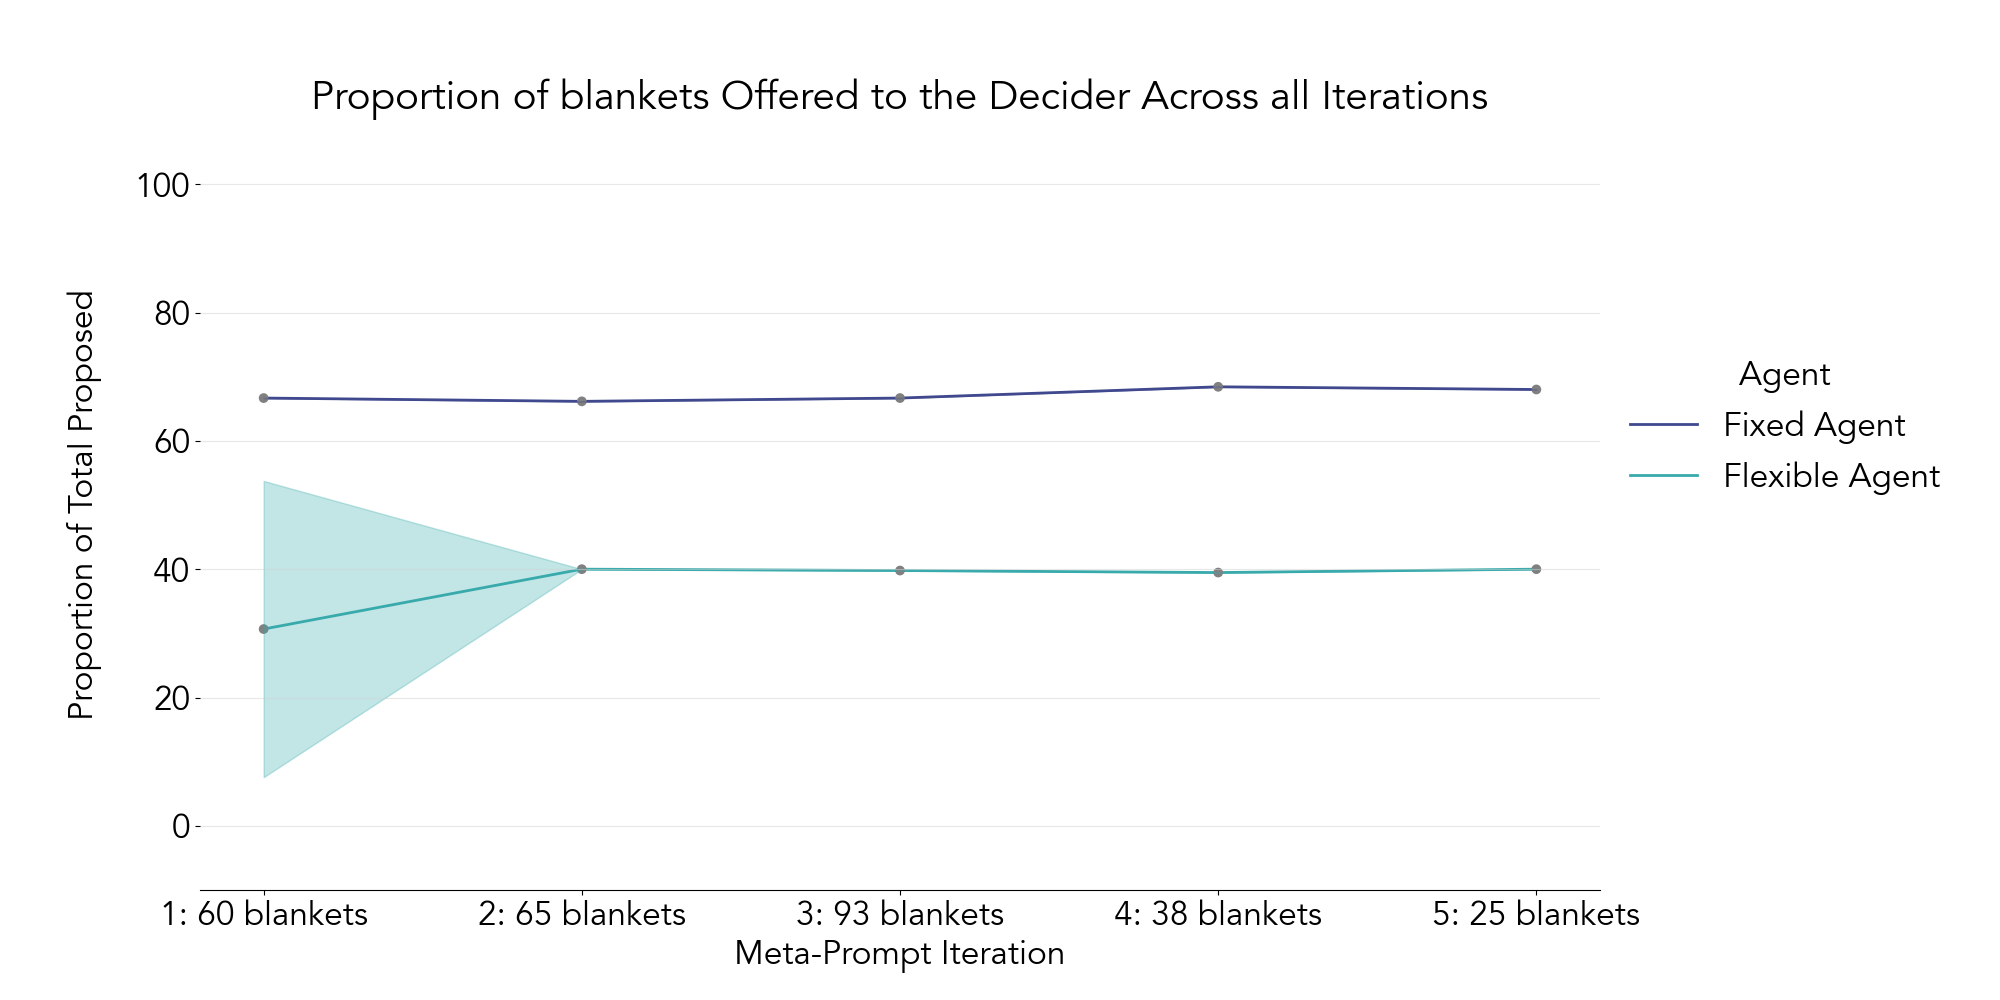 Proportion of blankets Offered to the Decider Across all Iterations
Proportion of Total Proposed
100
80
60
40
20
0
1: 60 blankets
2: 65 blankets
3: 93 blankets
4: 38 blankets
5: 25 blankets
Meta-Prompt Iteration
Agent
Fixed Agent
Flexible Agent